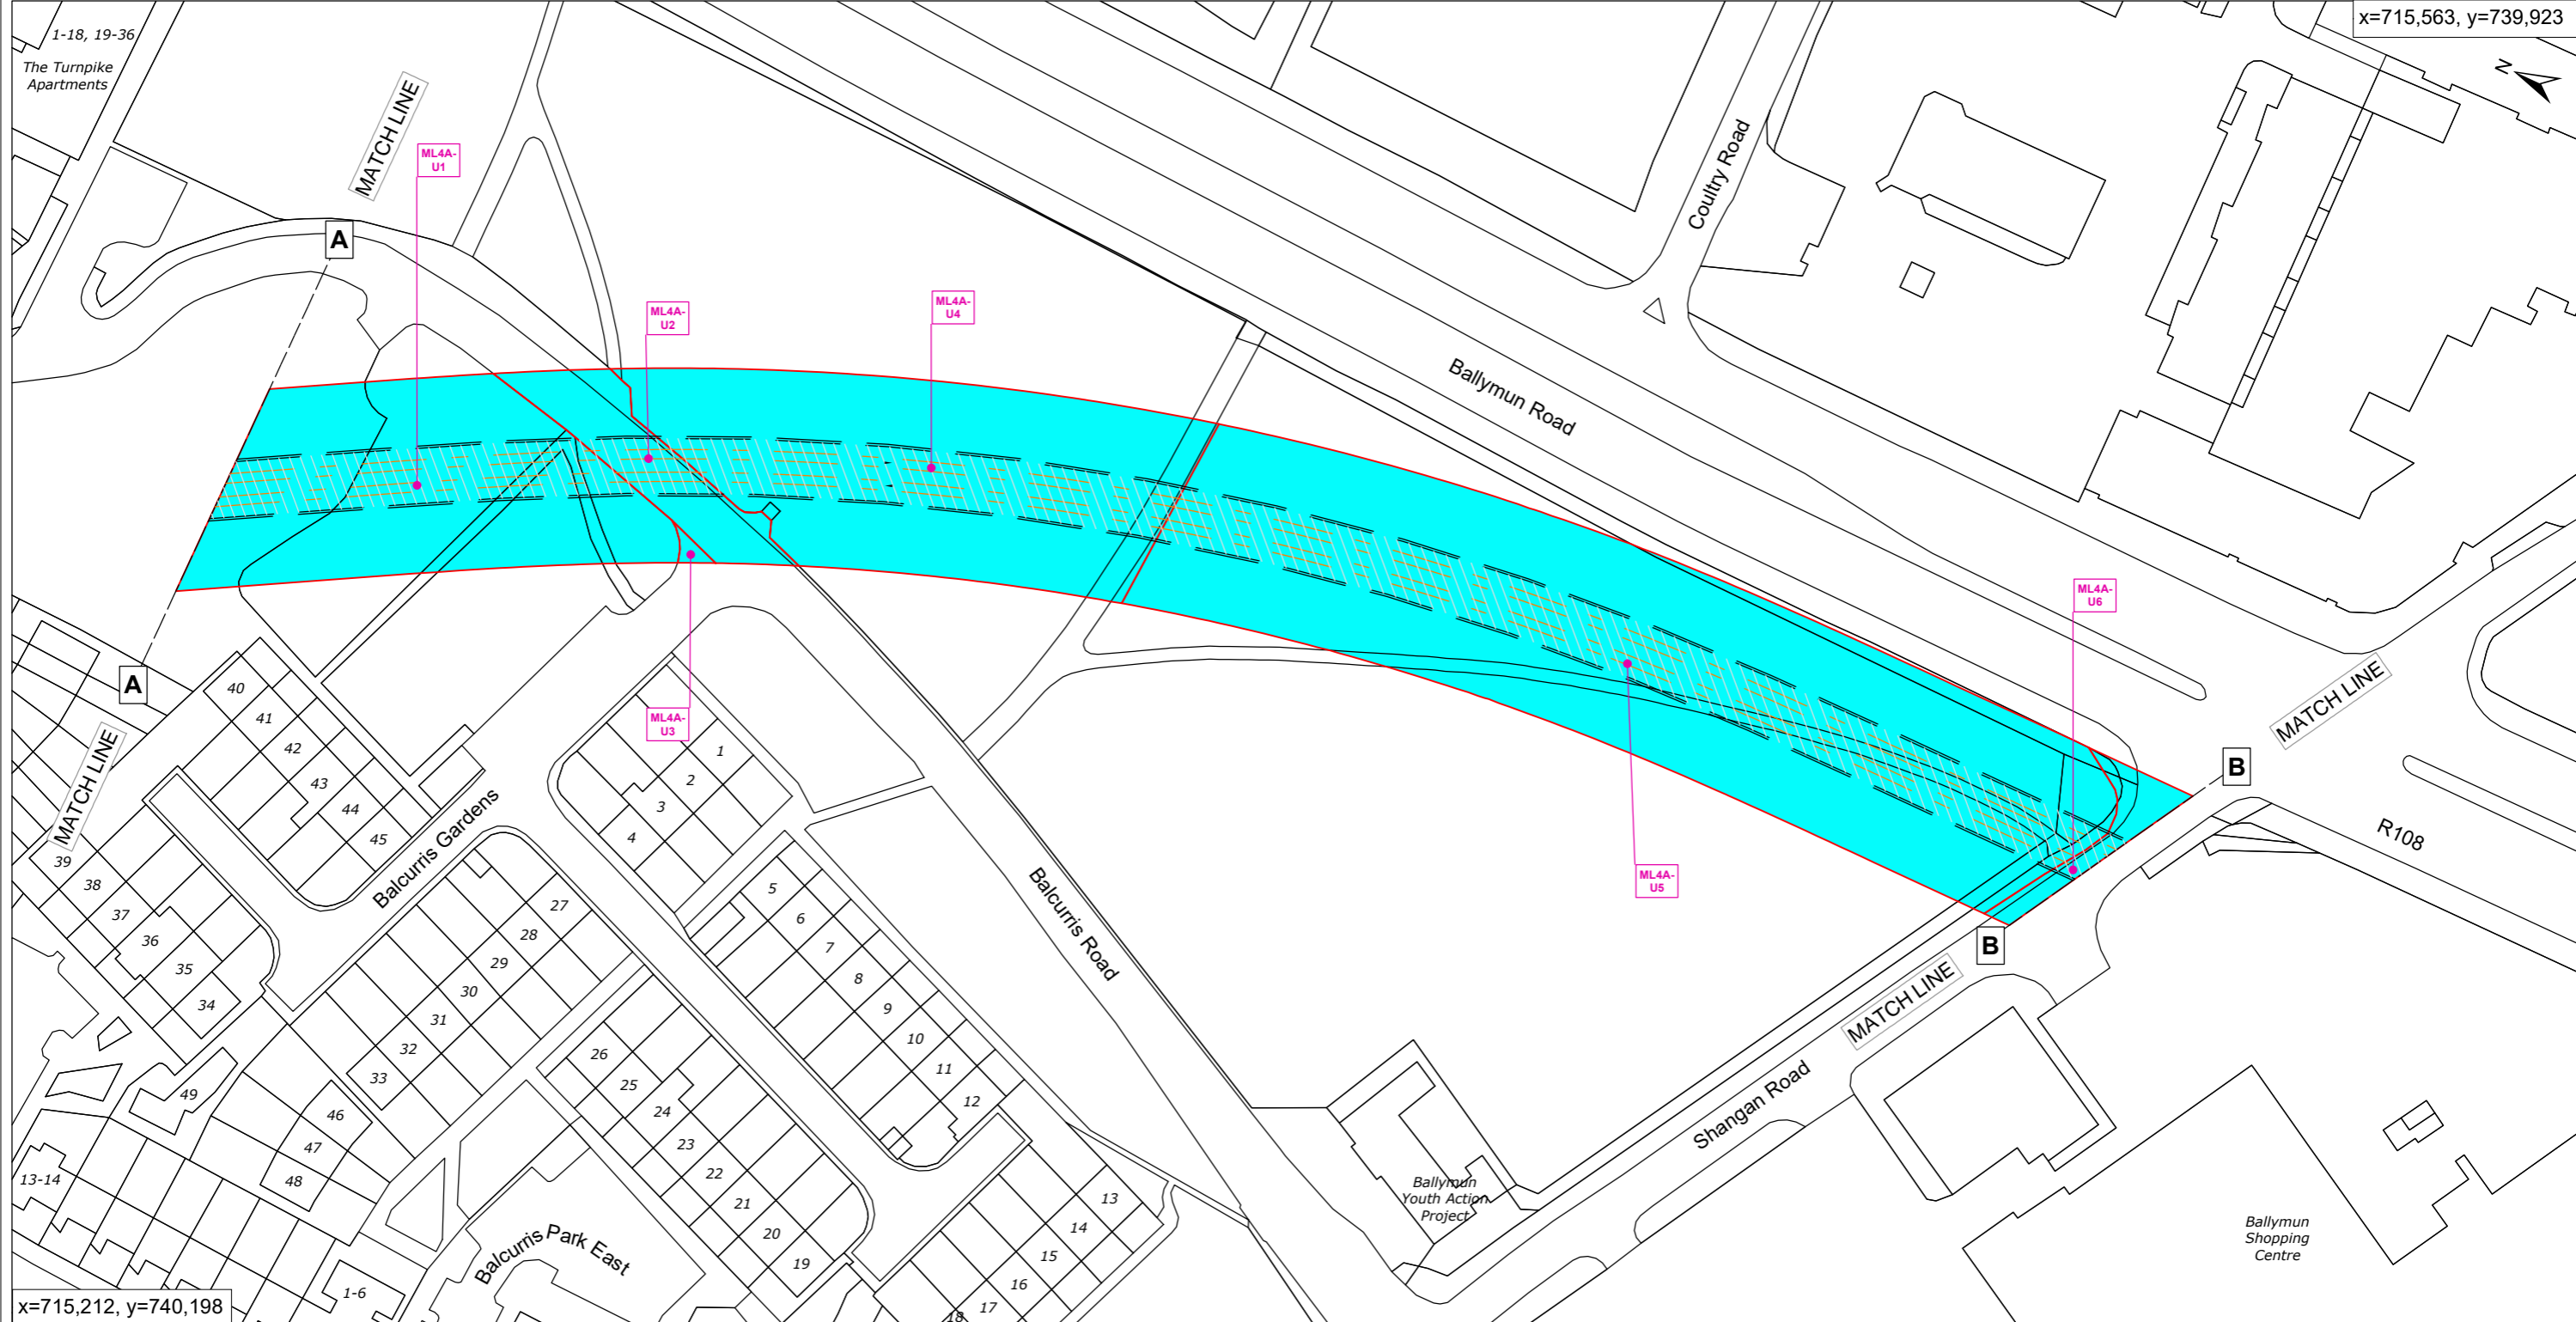 x=715,563, y=739,923
N
1-18, 19-36
The Turnpike
Apartments
MATCH LINE
ML4A-
U1
A
ML4A-
U2
ML4A-
U4
Coultry Road
Ballymun Road
ML4A-
U6
MATCH LINE
B
A
MATCH LINE
ML4A-
U3
ML4A-
U5
R108
B
MATCH LINE
40
41
42
43
44
45
Balcurris Gardens
39
38
37
36
35
34
1
2
3
4
5
6
7
8
9
10
11
12
Balcurris Road
27
28
29
30
31
32
33
26
25
24
23
22
21
20
19
49
46
47
48
13-14
1-6
Balcurris Park East
13
14
15
16
17
18
Shangan Road
Ballymun
Youth Action
Project
Ballymun
Shopping
Centre
x=715,212, y=740,198